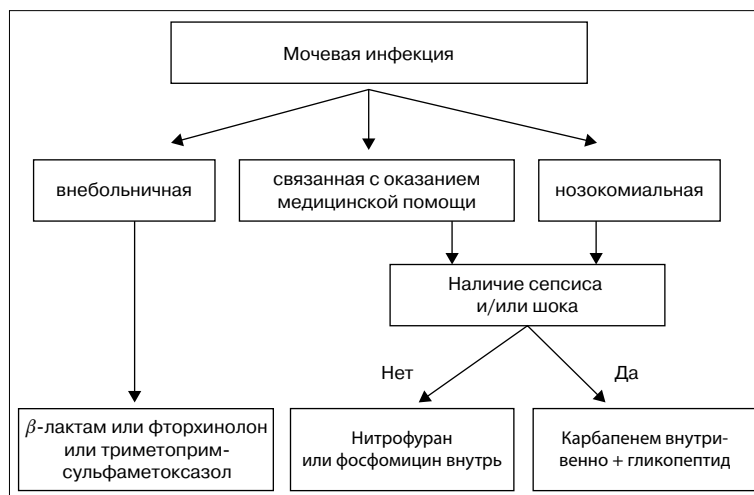 Мочевая инфекция
внебольничная
связанная с оказанием
медицинской помощи
нозокомиальная
Наличие сепсиса
и/или шока
Нет
Да
β-лактам или фторхинолон
или триметоприм-
сульфаметоксазол
Нитрофуран
или фосфомицин внутрь
Карбапенем внутри-
венно + гликопептид